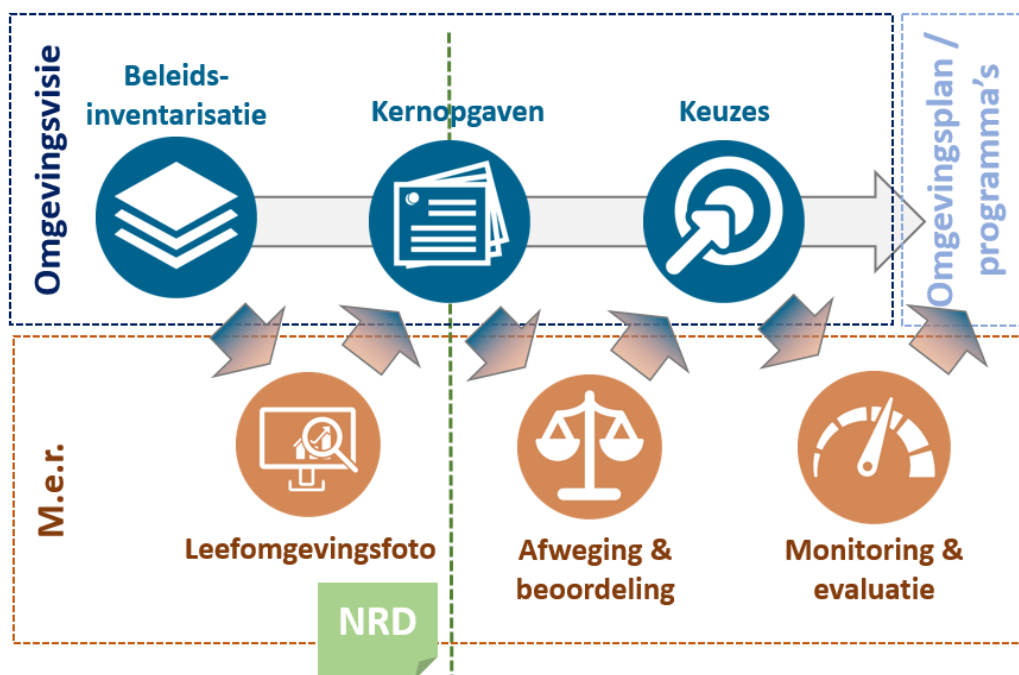 Omgevingsvisie
Beleids-
inventarisatie
Kernopgaven
Keuzes
Omgevingsplan /
programma's
M.e.r.
Leefomgevingsfoto
Afweging &
beoordeling
Monitoring &
evaluatie
NRD